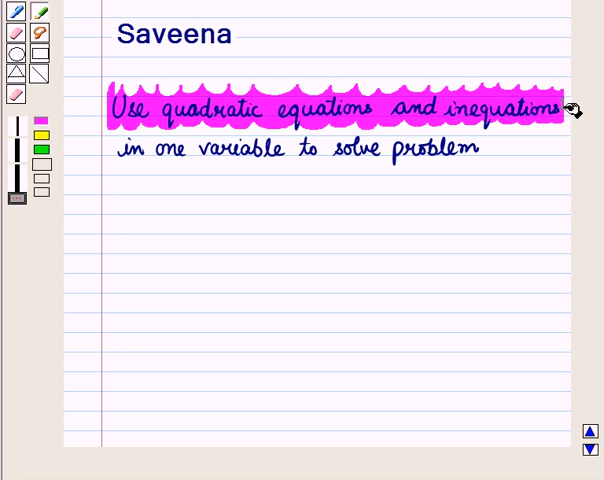 Saveena
Use quadratic equations and inequations
in one variable to solve problem